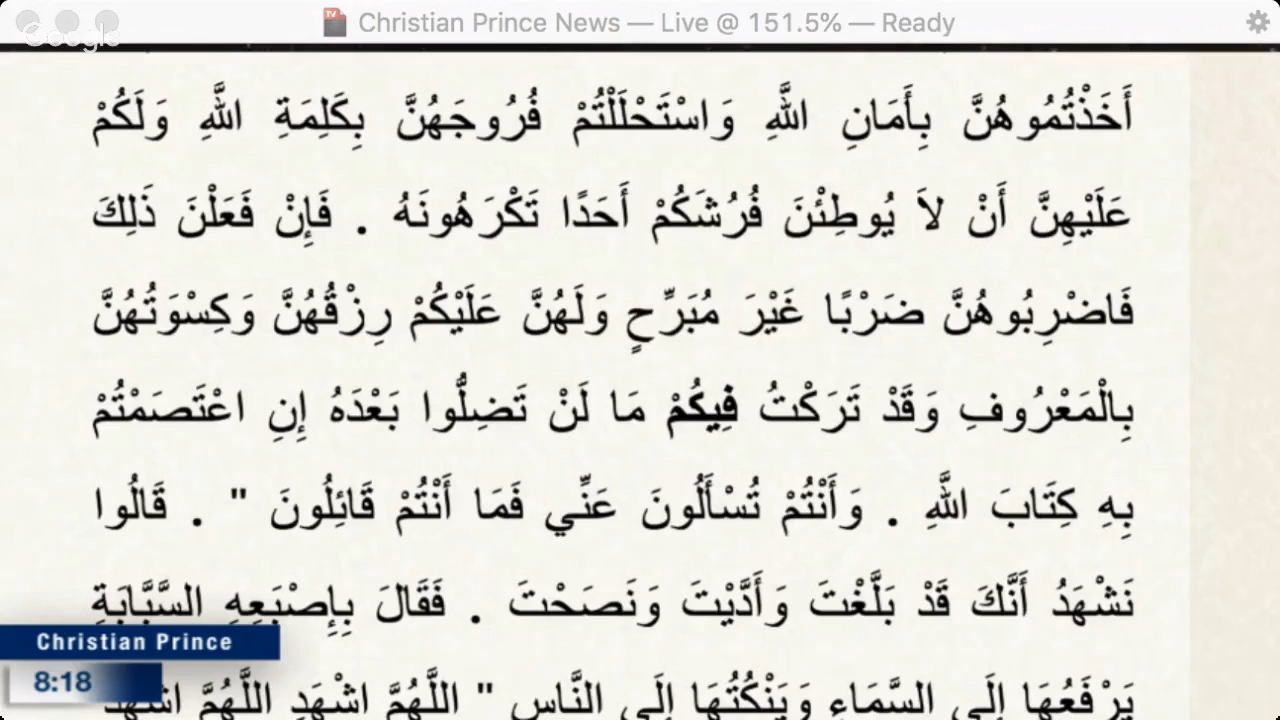 Christian Prince News — Live @ 151.5% — Ready
Google
أَخَذْتُمُوهُنَّ بِأَمَانِ اللَّهِ وَاسْتَحْلَلْتُمْ فُرُوجَهُنَّ بِكَلِمَةِ اللَّهِ وَلَكُمْ
عَلَيْهِنَّ أَنْ لاَ يُوطِئْنَ فُرُشَكُمْ أَحَدًا تَكْرَهُونَهُ . فَإِنْ فَعَلْنَ ذَلِكَ
فَاضْرِبُوهُنَّ ضَرْبًا غَيْرَ مُبَرِّحٍ وَلَهُنَّ عَلَيْكُمْ رِزْقُهُنَّ وَكِسْوَتُهُنَّ
بِالْمَعْرُوفِ وَقَدْ تَرَكْتُ فِيكُمْ مَا لَنْ تَضِلُّوا بَعْدَهُ إِنِ اعْتَصَمْتُمْ
بِهِ كِتَابَ اللَّهِ . وَأَنْتُمْ تُسْأَلُونَ عَنِّي فَمَا أَنْتُمْ قَائِلُونَ " . قَالُوا
نَشْهَدُ أَنَّكَ قَدْ بَلَّغْتَ وَأَدَّيْتَ وَنَصَحْتَ . فَقَالَ بِإِصْبَعِهِ السَّبَّابَةِ
يَرْفَعُهَا إِلَى السَّمَاءِ وَيَنْكُتُهَا إِلَى النَّاسِ " اللَّهُمَّ اشْهَدِ اللَّهُمَّ اشْهَدْ
Christian Prince
8:18